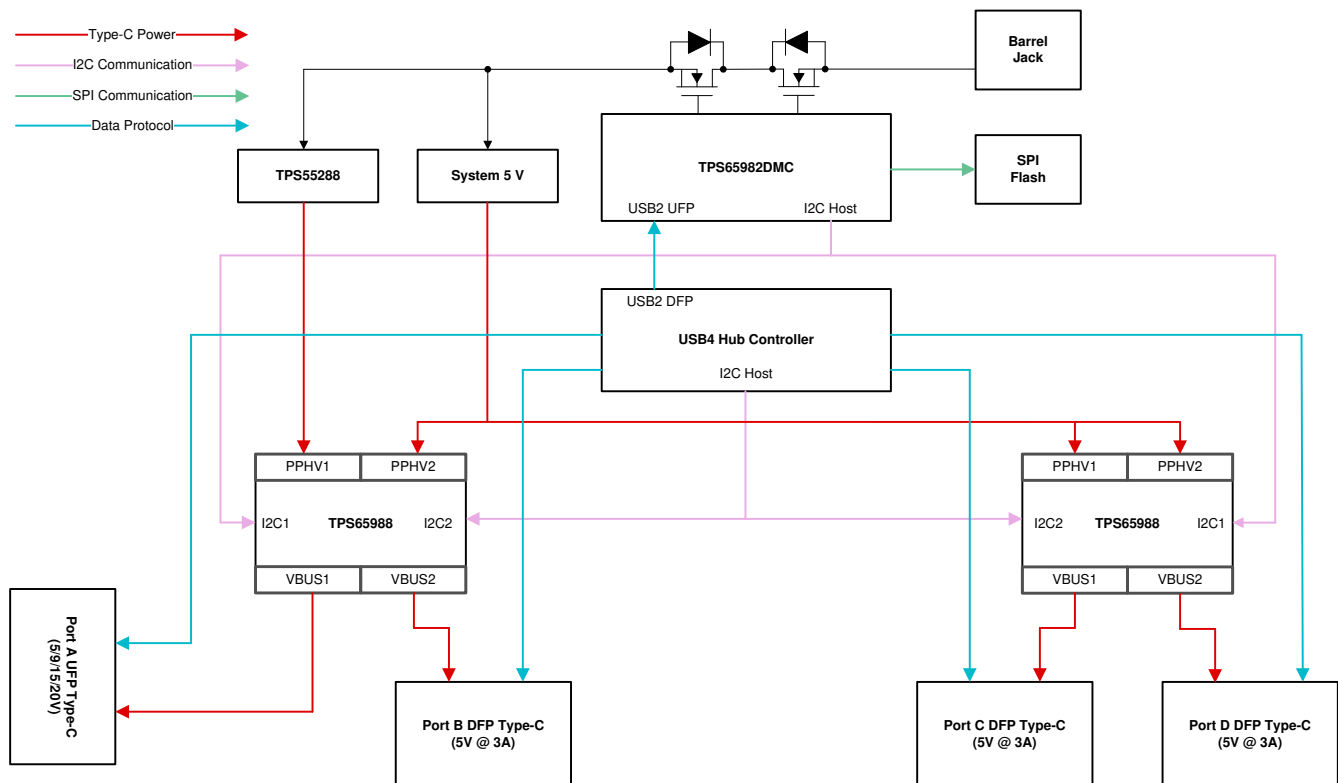 Type-C Power
I2C Communication
SPI Communication
Data Protocol
Barrel
Jack
TPS55288
System 5 V
TPS65982DMC
USB2 UFP
I2C Host
SPI
Flash
USB2 DFP
USB4 Hub Controller
I2C Host
PPHV1
PPHV2
I2C1
TPS65988
I2C2
VBUS1
VBUS2
PPHV1
PPHV2
I2C2
TPS65988
I2C1
VBUS1
VBUS2
Port A UFP Type-C
(5/9/15/20V)
Port B DFP Type-C
(5V @ 3A)
Port C DFP Type-C
(5V @ 3A)
Port D DFP Type-C
(5V @ 3A)